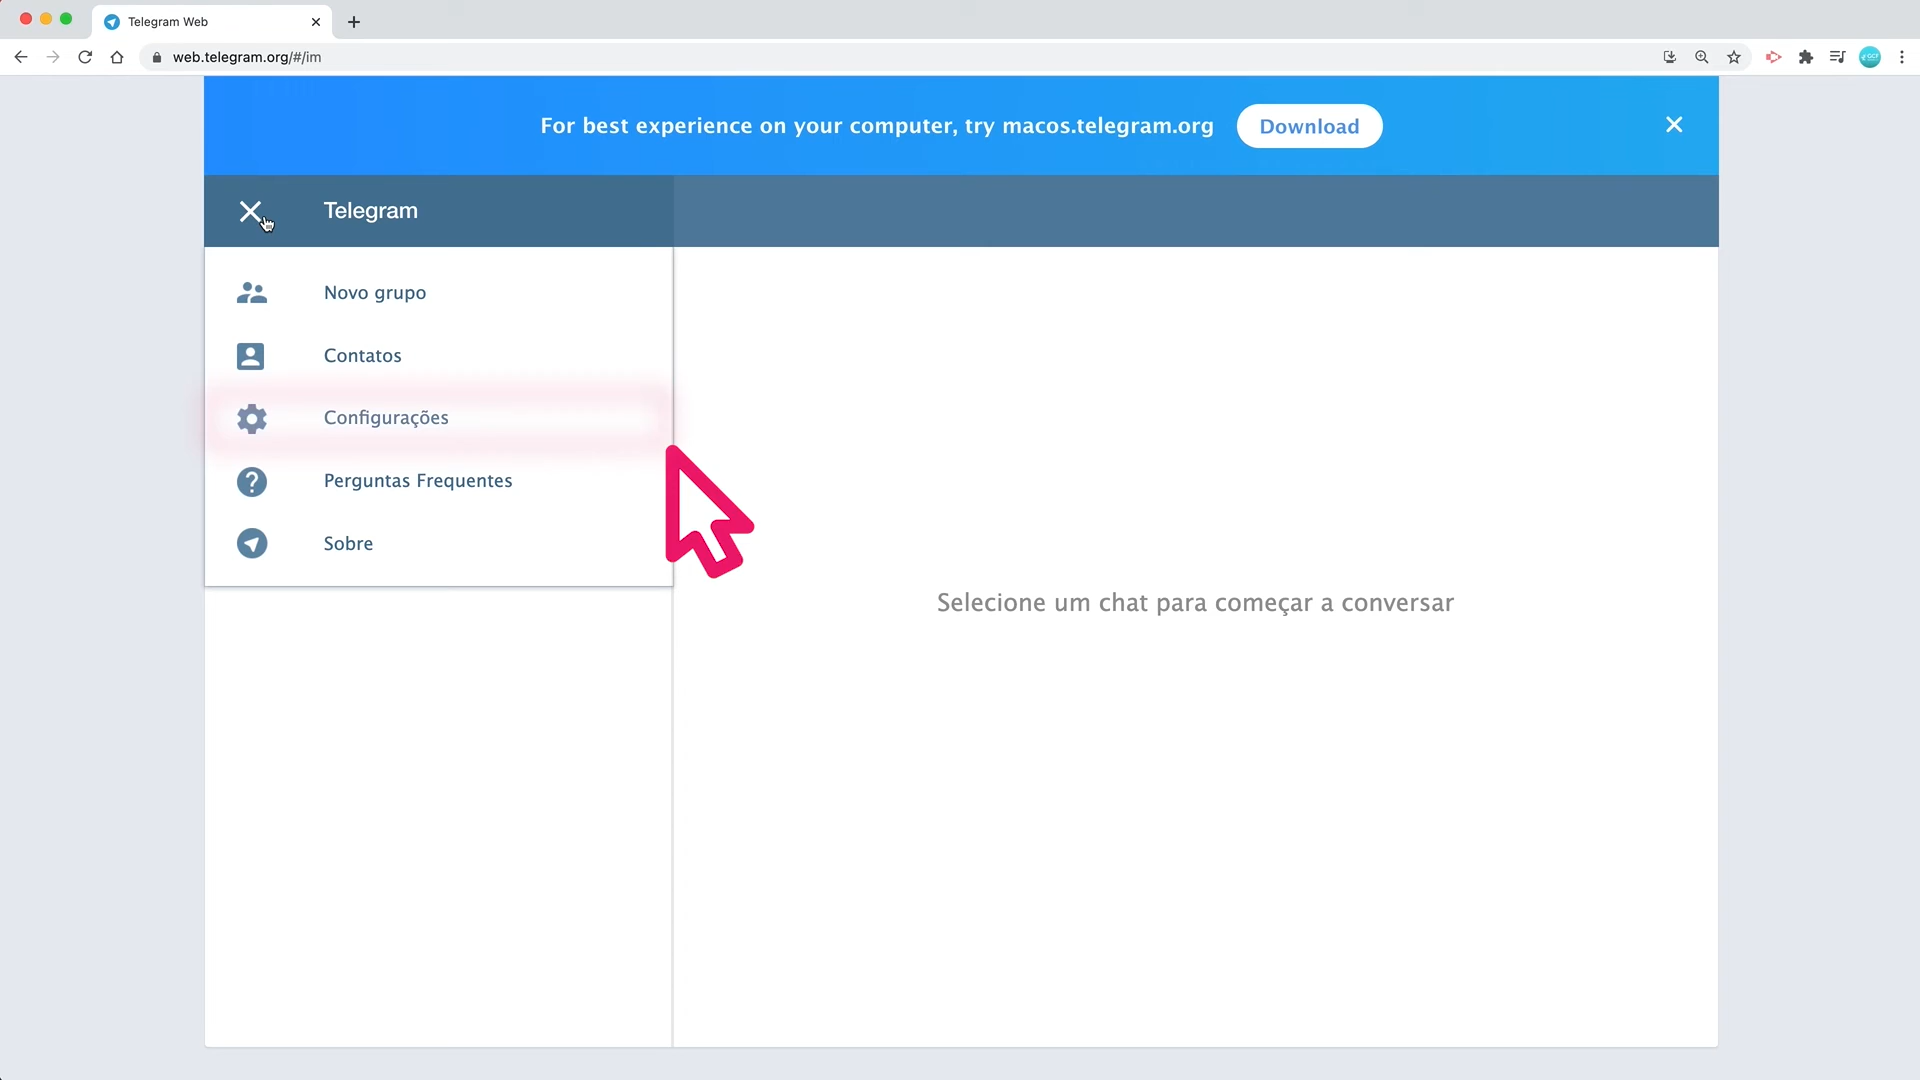 Telegram Web
web.telegram.org/#/im
For best experience on your computer, try macos.telegram.org
Download
Telegram
Novo grupo
Contatos
Configurações
Perguntas Frequentes
Sobre
Selecione um chat para começar a conversar